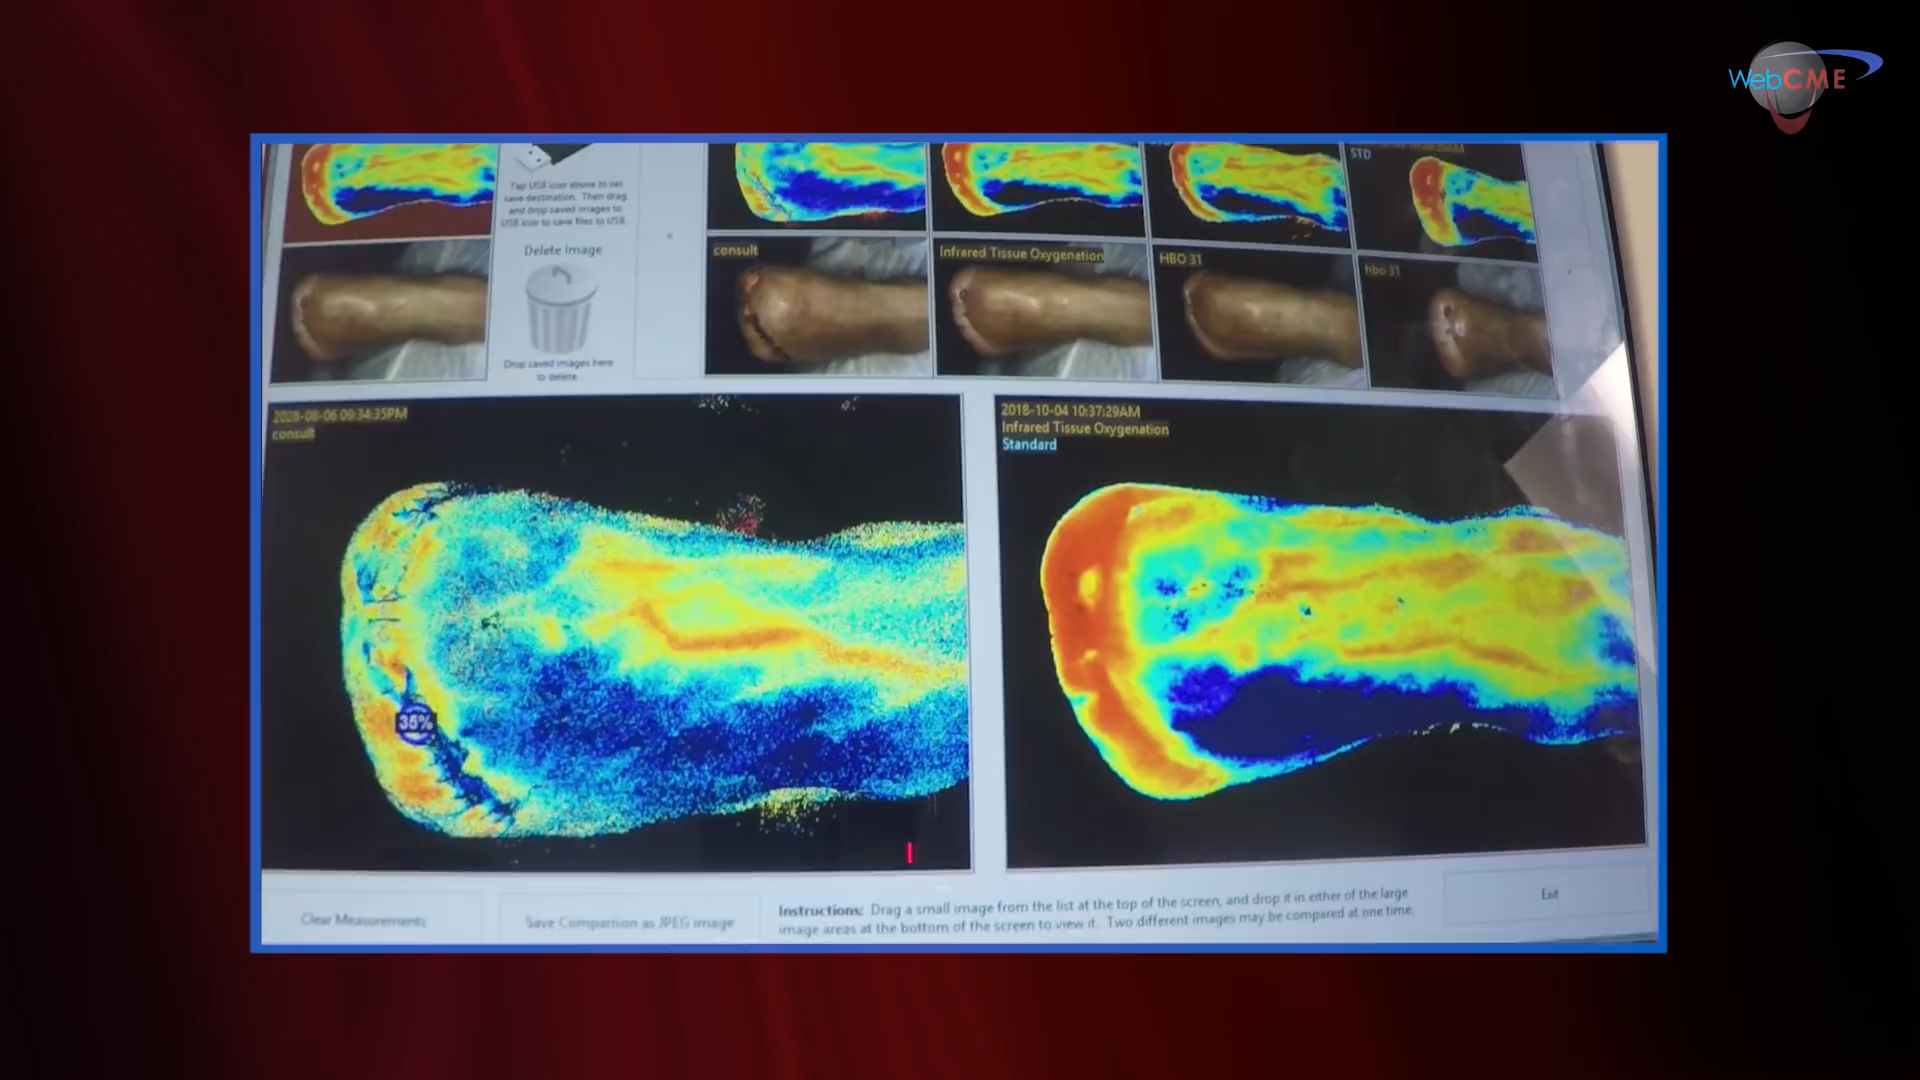 WebCME
STD
Tap USB icon above to set
save destination. Then drag
and drop saved images to
USB icon to save files to USB.
Delete Image
Drop saved images here
to delete.
consult
Infrared Tissue Oxygenation
HBO 31
hbo 31
09:34:35PM
consult
35%
2018-10-04 10:37:29AM
Infrared Tissue Oxygenation
Standard
Clear Measurements
Save Comparison as JPEG image
Instructions: Drag a small image from the list at the top of the screen, and drop it in either of the large
image areas at the bottom of the screen to view it. Two different images may be compared at one time.
Exit